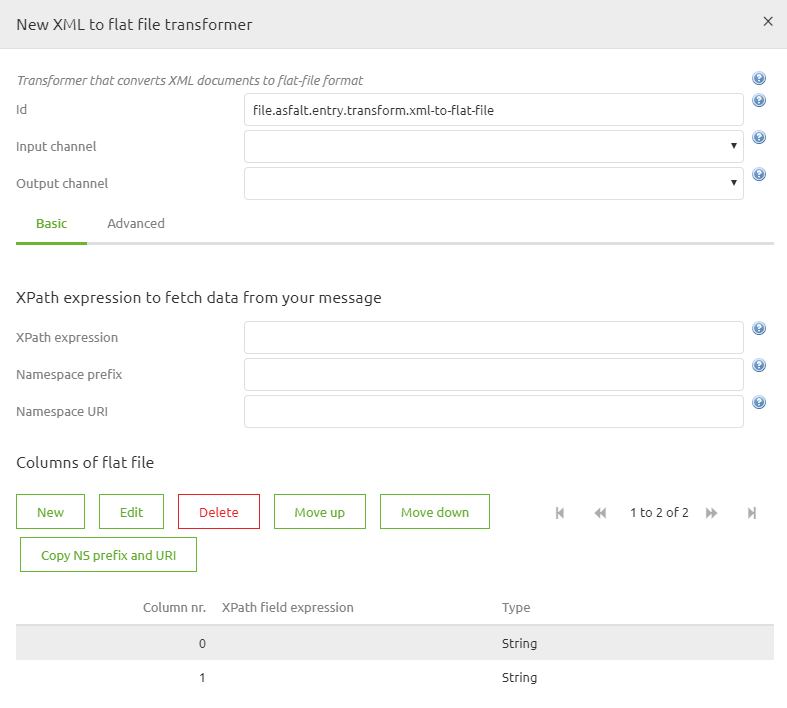 New XML to flat file transformer
Transformer that converts XML documents to flat-file format
Id file.asfalt.entry.transform.xml-to-flat-file
Input channel
Output channel
Basic Advanced
XPath expression to fetch data from your message
XPath expression
Namespace prefix
Namespace URI
Columns of flat file
New Edit Delete Move up Move down 1 to 2 of 2
Copy NS prefix and URI
Column nr. XPath field expression Type
0 String
1 String